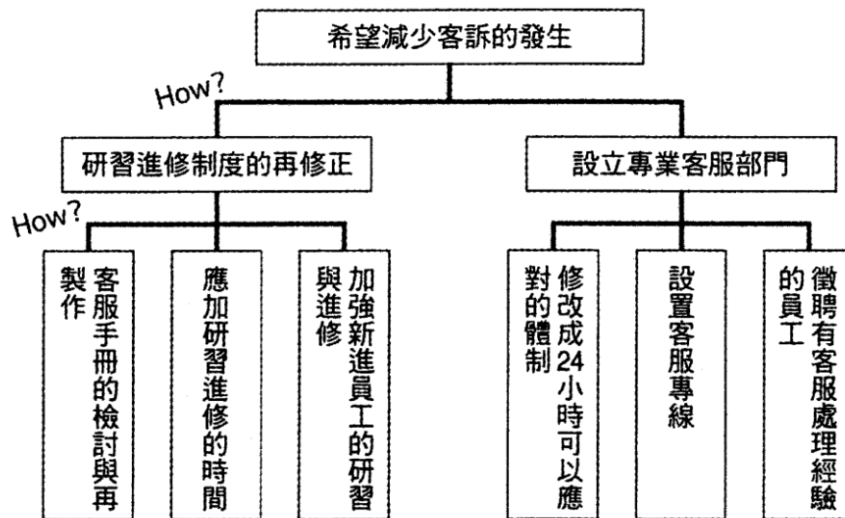 希望減少客訴的發生
How?
研習進修制度的再修正
設立專業客服部門
How?
客服手冊的檢討與再
製作
應加研習進修的時間
加強新進員工的研習
與進修
修改成24小時可以應
對的體制
設置客服專線
徵聘有客服處理經驗
的員工